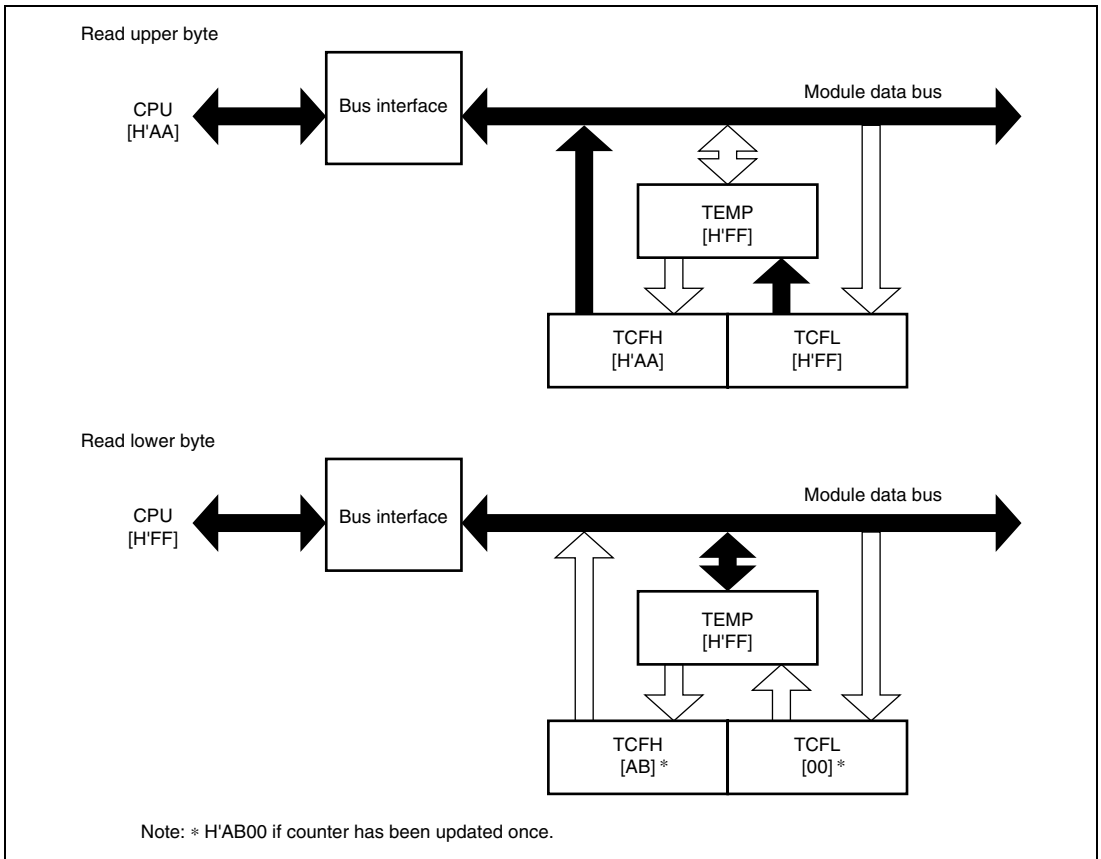 Read upper byte
CPU
[H'AA]
Bus interface
Module data bus
TEMP
[H'FF]
TCFH
[H'AA]
TCFL
[H'FF]
Read lower byte
CPU
[H'FF]
Bus interface
Module data bus
TEMP
[H'FF]
TCFH
[AB] *
TCFL
[00] *
Note: * H'AB00 if counter has been updated once.